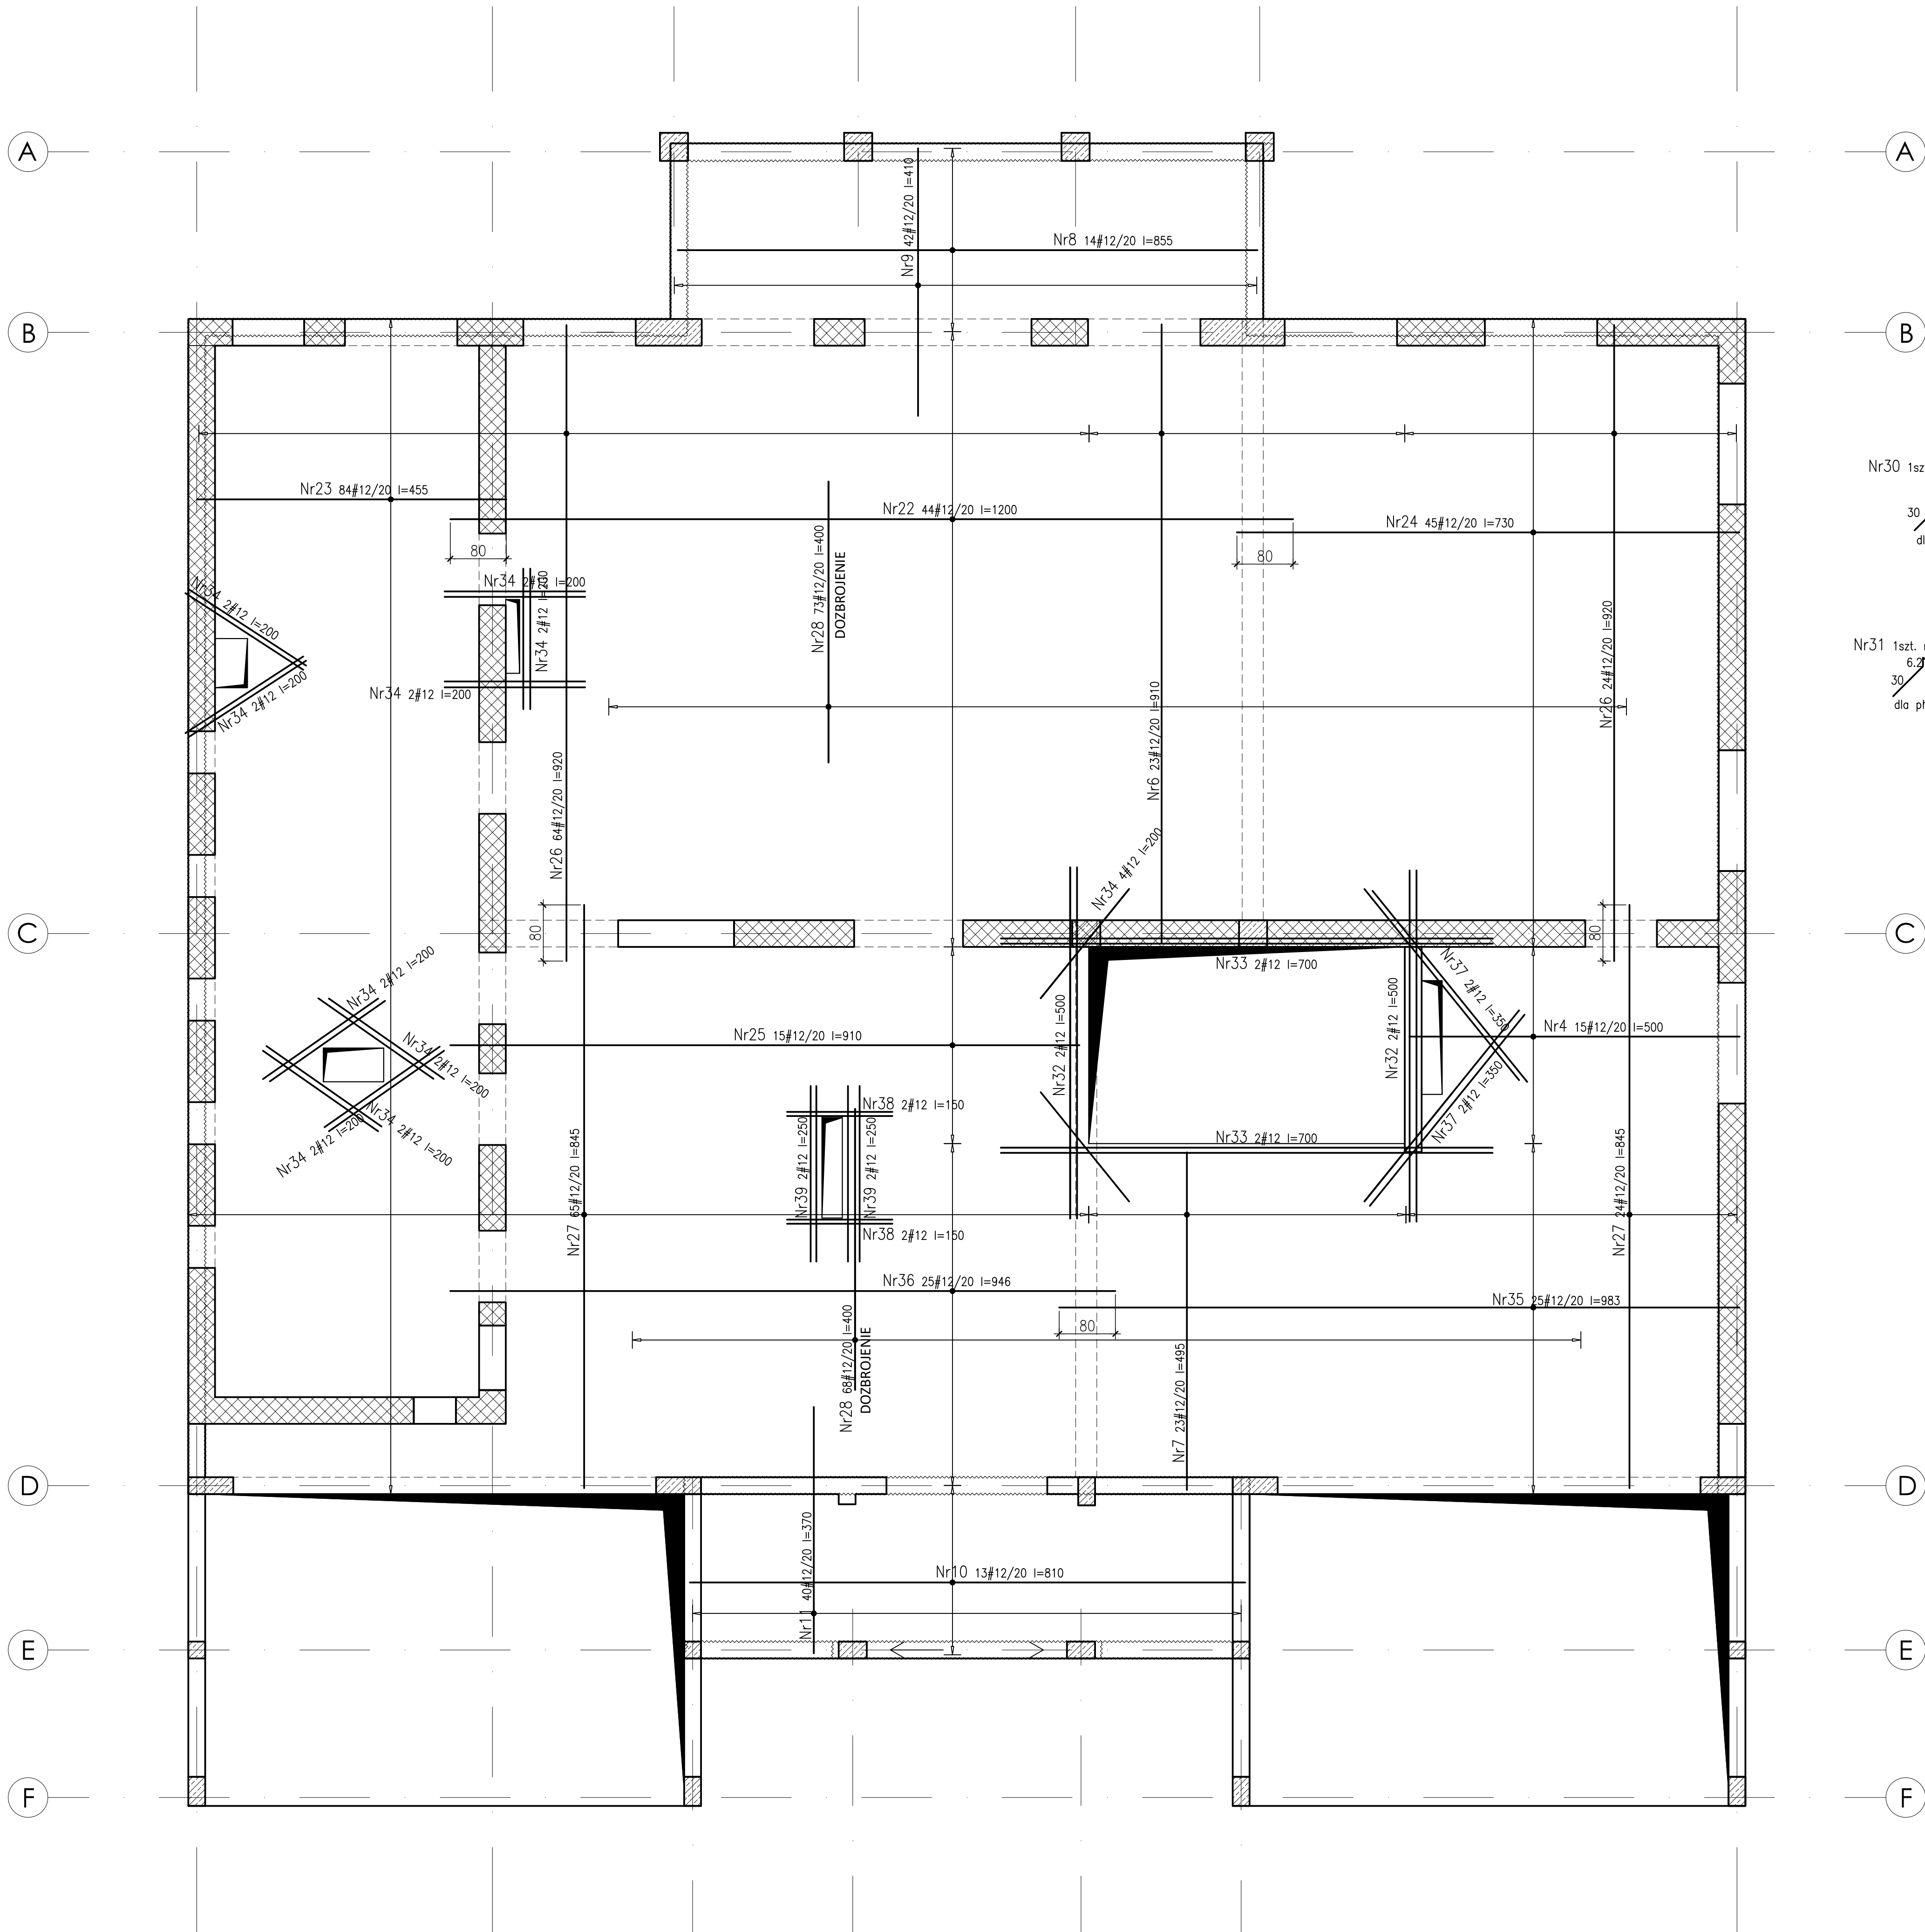 A
A
Nr9 42#12/20 l=410
Nr8 14#12/20 l=855
B
B
Nr23 84#12/20 l=455
Nr22 44#12/20 l=1200
Nr24 45#12/20 l=730
80
80
Nr30
30
Nr28 73#12/20 l=400
DOZBROJENIE
Nr34 2#12 l=200
Nr34 2#12 l=200
Nr34 2#12 l=200
Nr34 2#12 l=200
Nr34 2#12 l=200
Nr26 24#12/20 l=920
Nr31 1szt.
30
Nr6 23#12/20 l=910
Nr26 64#12/20 l=920
Nr34 4#12 l=200
C
80
80
C
Nr33 2#12 l=700
Nr37 2#12 l=350
Nr34 2#12 l=200
Nr34 2#12 l=200
Nr34 2#12 l=200
Nr34 2#12 l=200
Nr25 15#12/20 l=910
Nr32 2#12 l=500
Nr32 2#12 l=500
Nr4 15#12/20 l=500
Nr37 2#12 l=350
Nr38 2#12 l=150
Nr39 2#12 l=250
Nr39 2#12 l=250
Nr38 2#12 l=150
Nr33 2#12 l=700
Nr27 65#12/20 l=845
Nr27 24#12/20 l=845
Nr36 25#12/20 l=946
Nr35 25#12/20 l=983
80
Nr28 68#12/20 l=400
DOZBROJENIE
Nr7 23#12/20 l=495
D
D
Nr11 40#12/20 l=370
Nr10 13#12/20 l=810
E
E
F
F